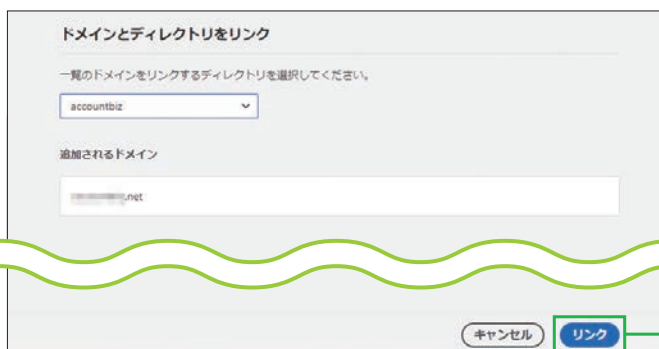 ドメインとディレクトリをリンク
一覧のドメインをリンクするディレクトリを選択してください。
accountbiz
追加されるドメイン
.net
キャンセル
リンク